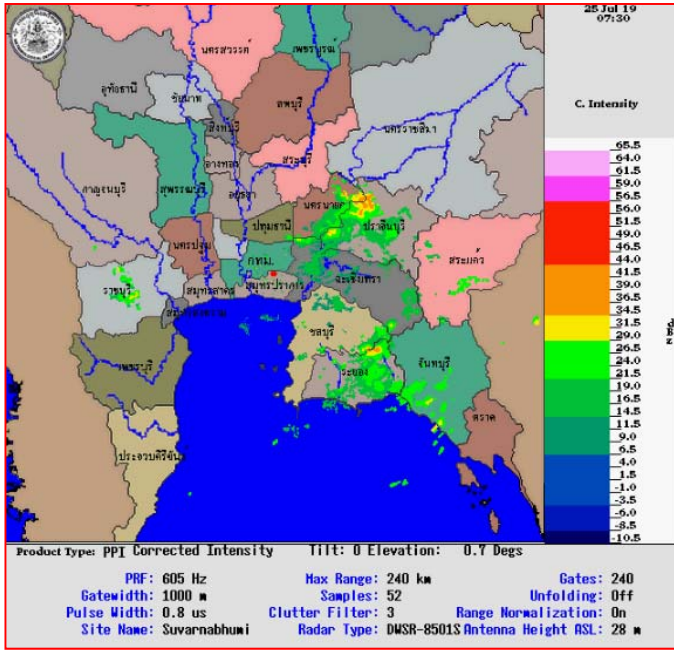 25 Jul 19
07:30
C. Intensity
นครสวรรค์
เพชรบูรณ์
อุทัยธานี
ชัยนาท
ลพบุรี
สิงห์บุรี
นครราชสีมา
อ่างทอง
สระบุรี
กาญจนบุรี
สุพรรณบุรี
อยุธยา
นครนายก
ปทุมธานี
ปราจีนบุรี
นครปฐม
กทม.
สระแก้ว
ราชบุรี
สมุทรสาคร
สมุทรปราการ
ฉะเชิงเทรา
ชลบุรี
เพชรบุรี
ระยอง
จันทบุรี
ตราด
ประจวบคีรีขันธ์
65.5
64.0
61.5
59.0
56.5
56.0
51.5
49.0
46.5
44.0
41.5
39.0
36.5
34.0
31.5
29.0
26.5
24.0
21.5
19.0
16.5
14.5
11.5
9.0
6.5
4.0
1.5
-1.0
-3.5
-6.0
-8.5
-10.5
Product Type: PPI Corrected Intensity Tilt: 0 Elevation: 0.7 Degs
PRF: 605 Hz Max Range: 240 km Gates: 240
Gatewidth: 1000 m Samples: 52 Unfolding: Off
Pulse Width: 0.8 us Clutter Filter: 3 Range Normalization: On
Site Name: Suvarnabhumi Radar Type: DWSR-8501S Antenna Height ASL: 28 m